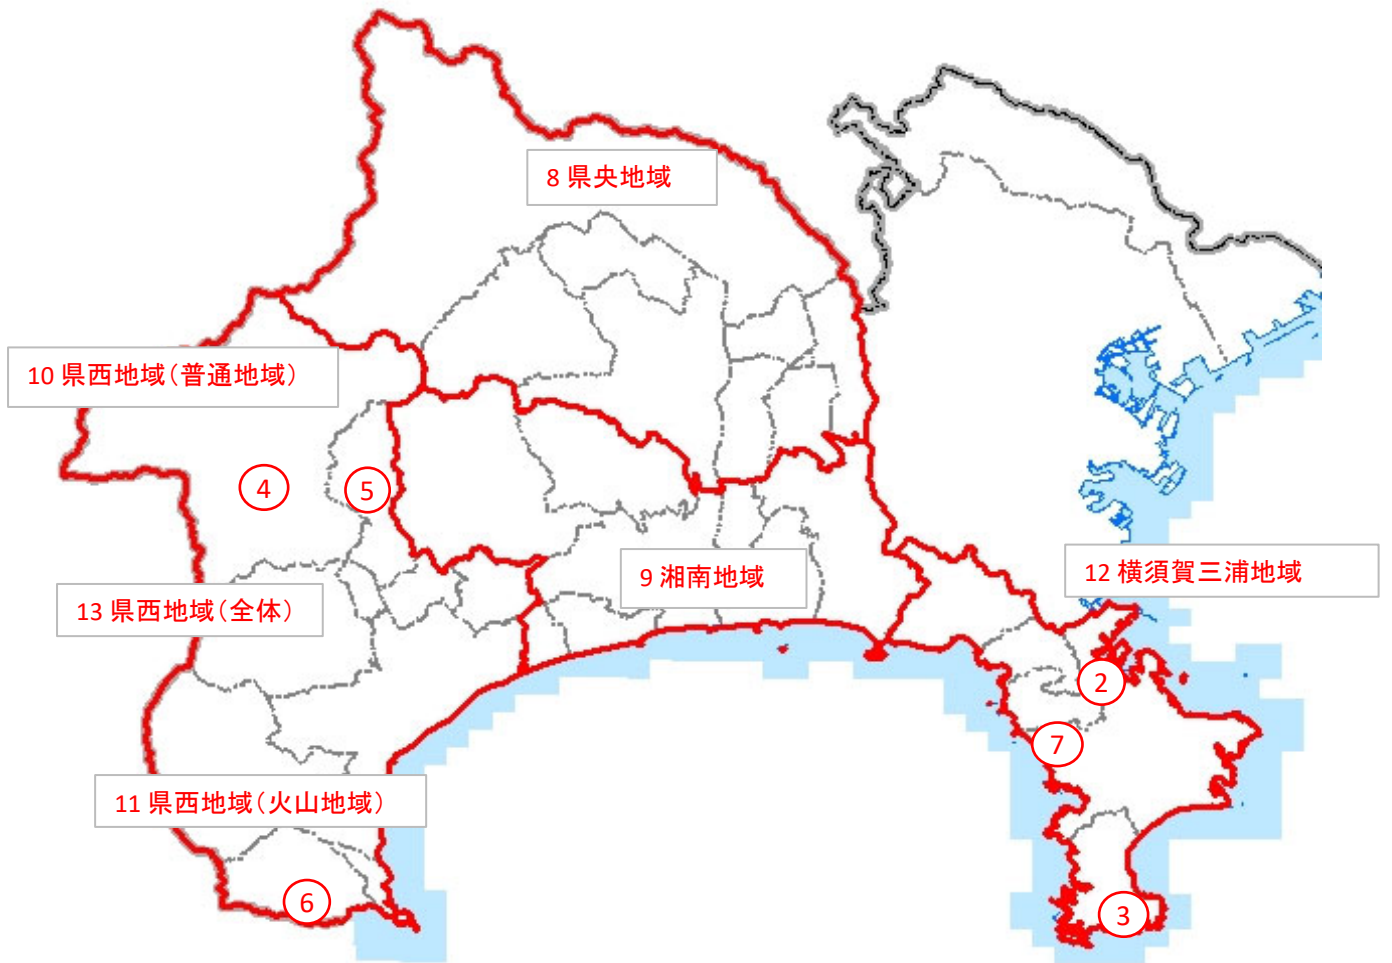 8 県央地域
10 県西地域（普通地域）
4
5
9 湘南地域
12 横須賀三浦地域
13 県西地域（全体）
2
7
11 県西地域（火山地域）
6
3